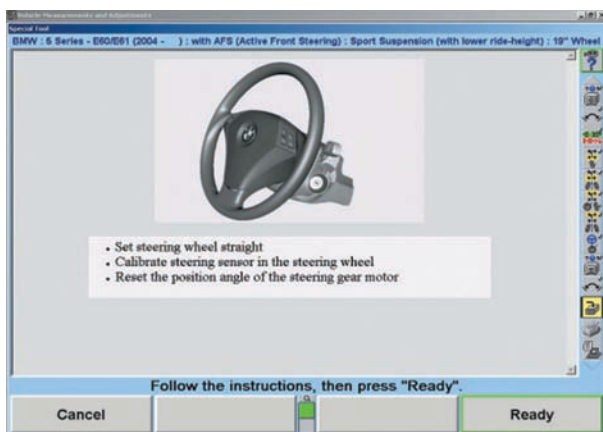 Vehicle Measurements and Adjustments
Special Tool
BMW : 5 Series - E60/E61 (2004 - ) : with AFS (Active Front Steering) : Sport Suspension (with lower ride-height) : 19" Wheel
• Set steering wheel straight
• Calibrate steering sensor in the steering wheel
• Reset the position angle of the steering gear motor
Follow the instructions, then press "Ready".
Cancel
Ready